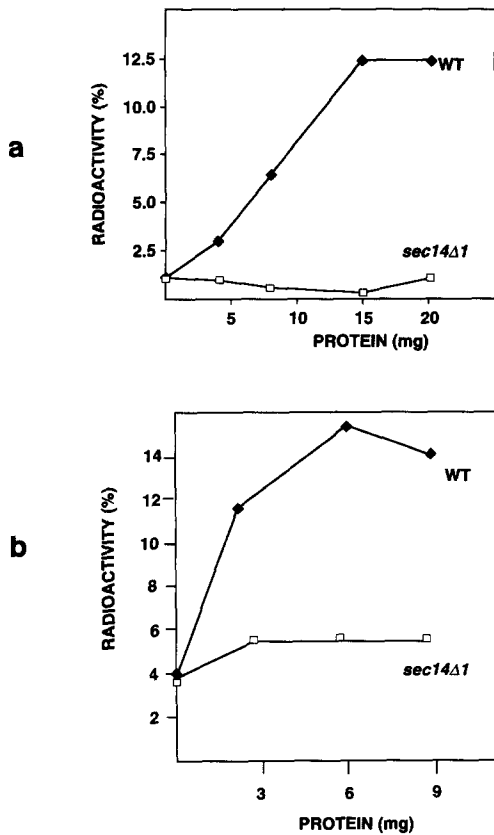 a
RADIOACTIVITY (%)
12.5
10.0
7.5
5.0
2.5
WT
sec14Δ1
5
10
15
20
PROTEIN (mg)
b
RADIOACTIVITY (%)
14
12
10
8
6
4
2
WT
sec14Δ1
3
6
9
PROTEIN (mg)